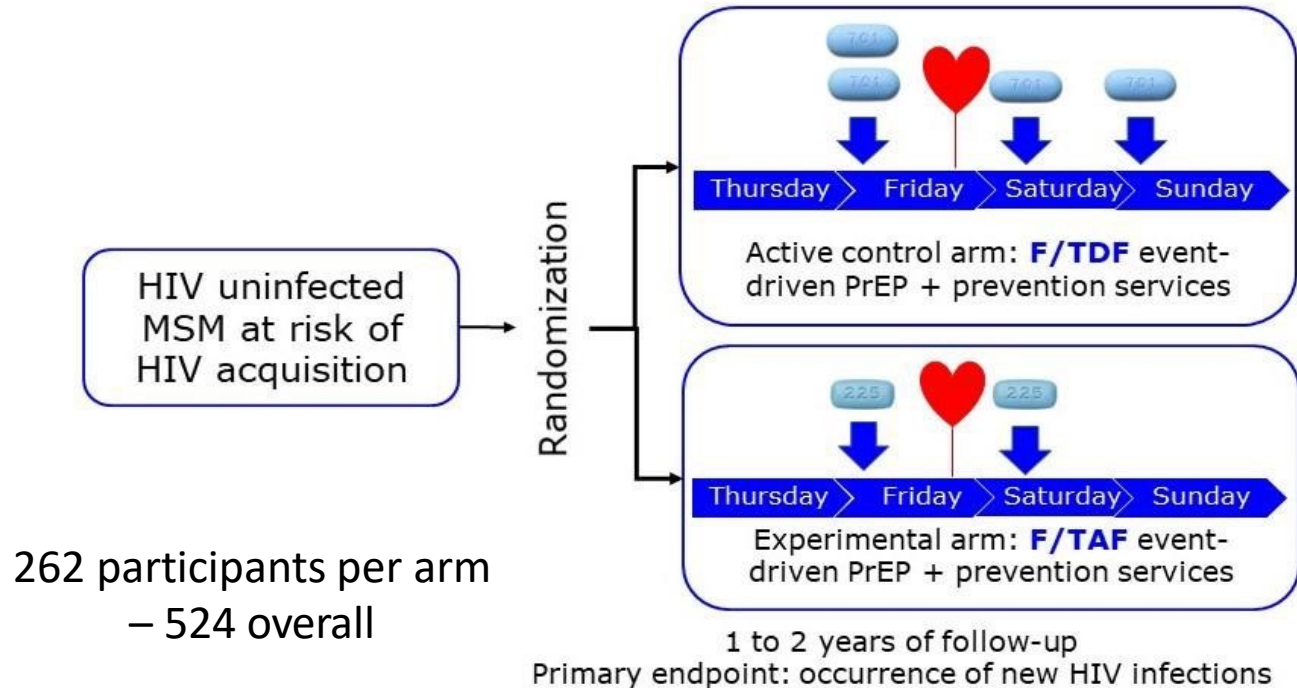 701
701
701
701
Thursday
Friday
Saturday
Sunday
Active control arm: F/TDF event-
driven PrEP + prevention services
HIV uninfected
MSM at risk of
HIV acquisition
Randomization
225
225
Thursday
Friday
Saturday
Sunday
Experimental arm: F/TAF event-
driven PrEP + prevention services
262 participants per arm
– 524 overall
1 to 2 years of follow-up
Primary endpoint: occurrence of new HIV infections